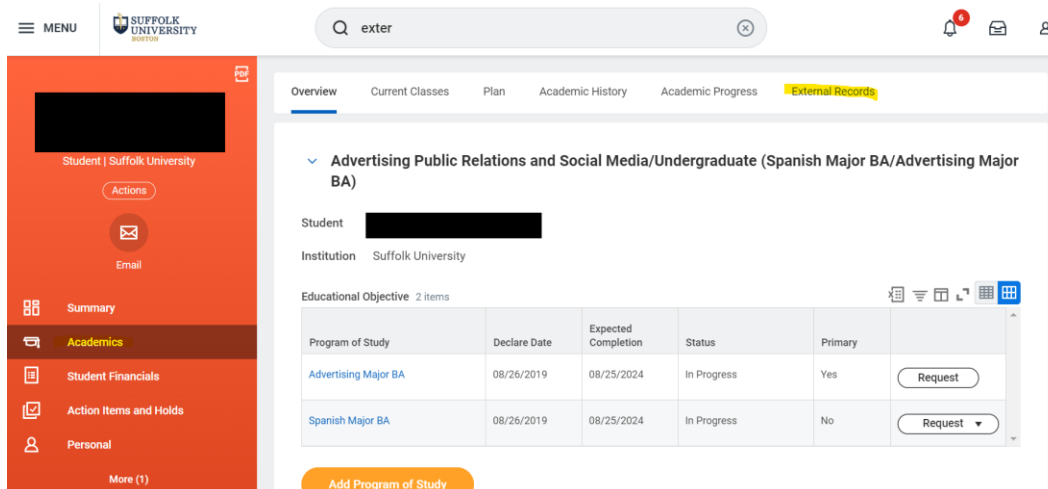 MENU
SUFFOLK
UNIVERSITY
BOSTON
exter
6
PDF
Student | Suffolk University
Actions
Email
Summary
Academics
Student Financials
Action Items and Holds
Personal
More (1)
Overview Current Classes Plan Academic History Academic Progress External Records
Advertising Public Relations and Social Media/Undergraduate (Spanish Major BA/Advertising Major
BA)
Student
Institution Suffolk University
Educational Objective 2 items
Program of Study Declare Date Expected Completion Status Primary
Advertising Major BA 08/26/2019 08/25/2024 In Progress Yes Request
Spanish Major BA 08/26/2019 08/25/2024 In Progress No Request
Add Program of Study